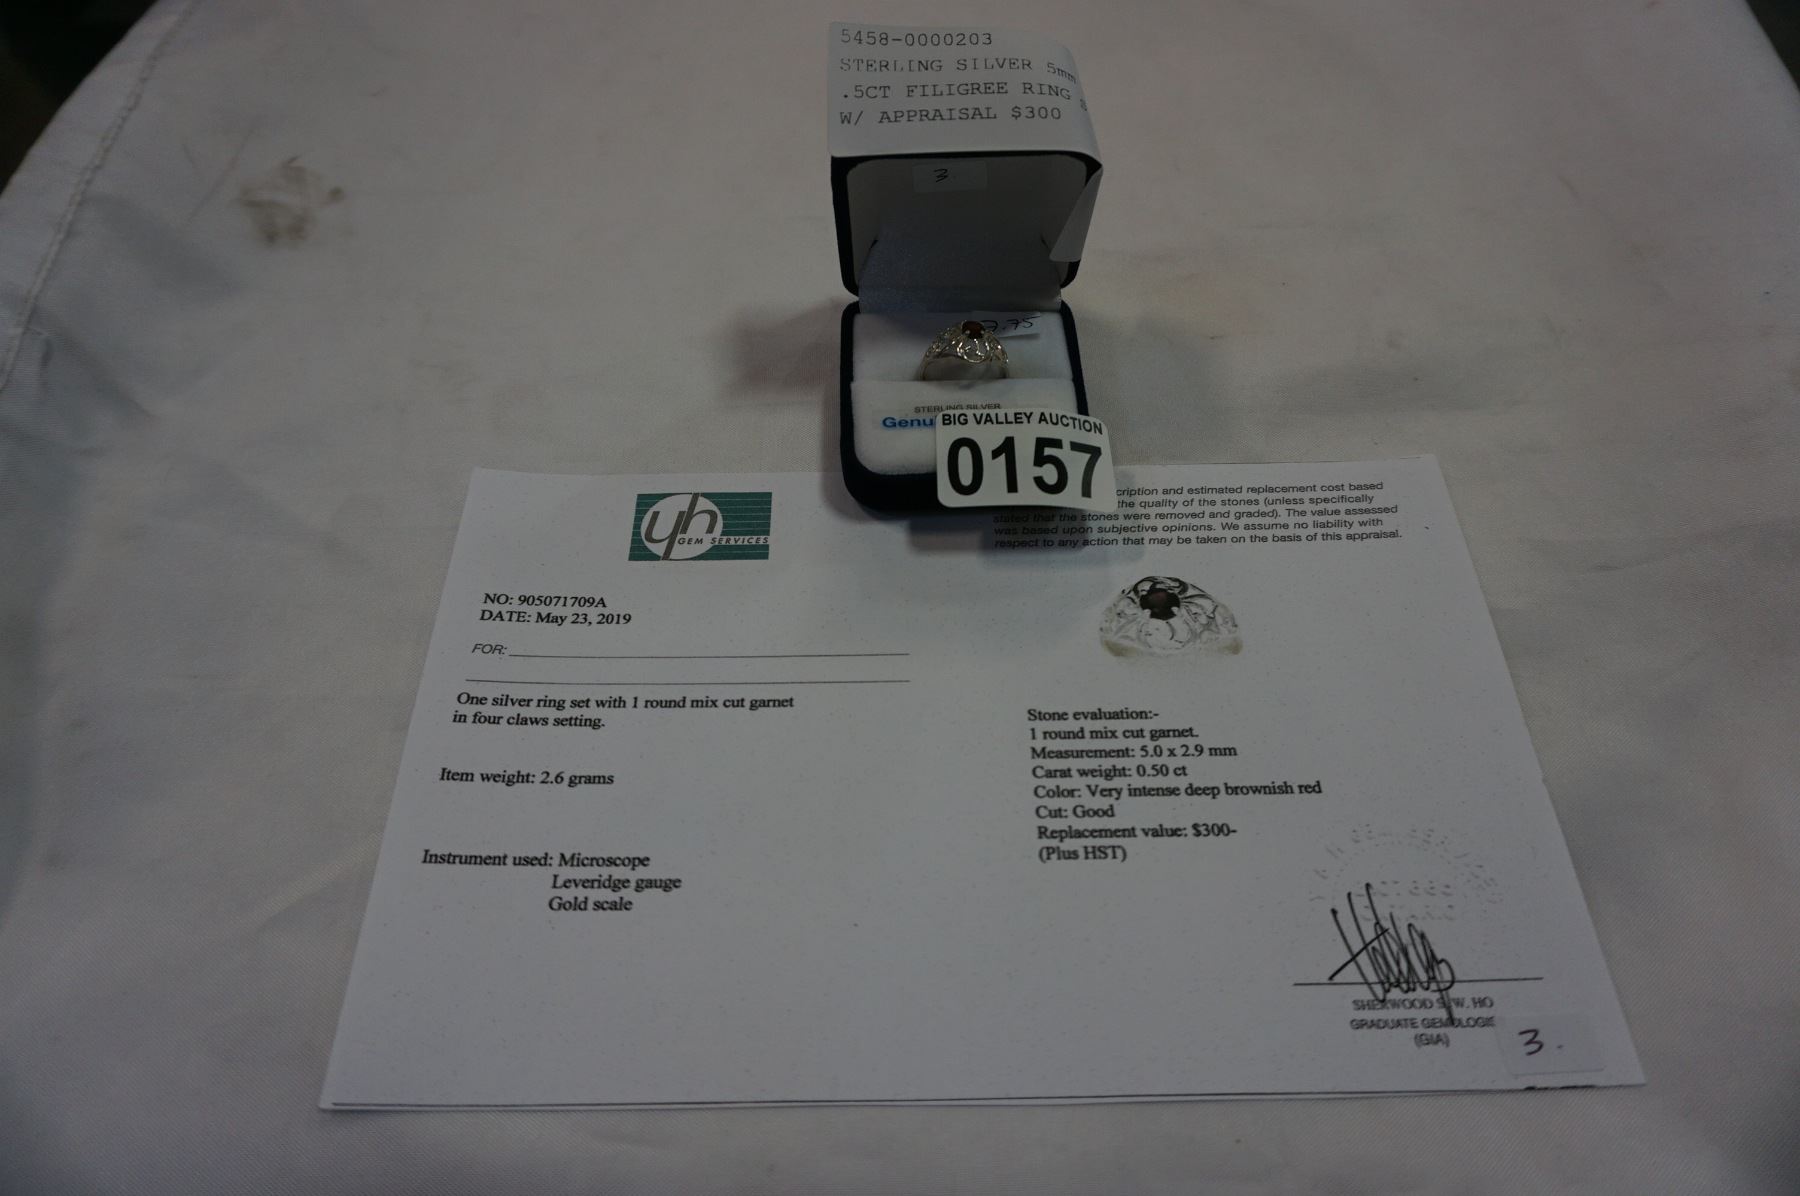 5458-0000203
STERLING SILVER 5mm
.5CT FILIGREE RING
W/ APPRAISAL $300
3.
7.75
STERLING SILVER
Genu
BIG VALLEY AUCTION
0157
yh
GEM SERVICES
NO: 905071709A
DATE: May 23, 2019
FOR:
One silver ring set with 1 round mix cut garnet
in four claws setting.
Item weight: 2.6 grams
Instrument used: Microscope
Leveridge gauge
Gold scale
cription and estimated replacement cost based
the quality of the stones (unless specifically
stated that the stones were removed and graded). The value assessed
was based upon subjective opinions. We assume no liability with
respect to any action that may be taken on the basis of this appraisal.
Stone evaluation:-
1 round mix cut garnet.
Measurement: 5.0 x 2.9 mm
Carat weight: 0.50 ct
Color: Very intense deep brownish red
Cut: Good
Replacement value: $300-
(Plus HST)
SHERWOOD S.W. HO
GRADUATE GEMOLOGIS
(GIA)
3.